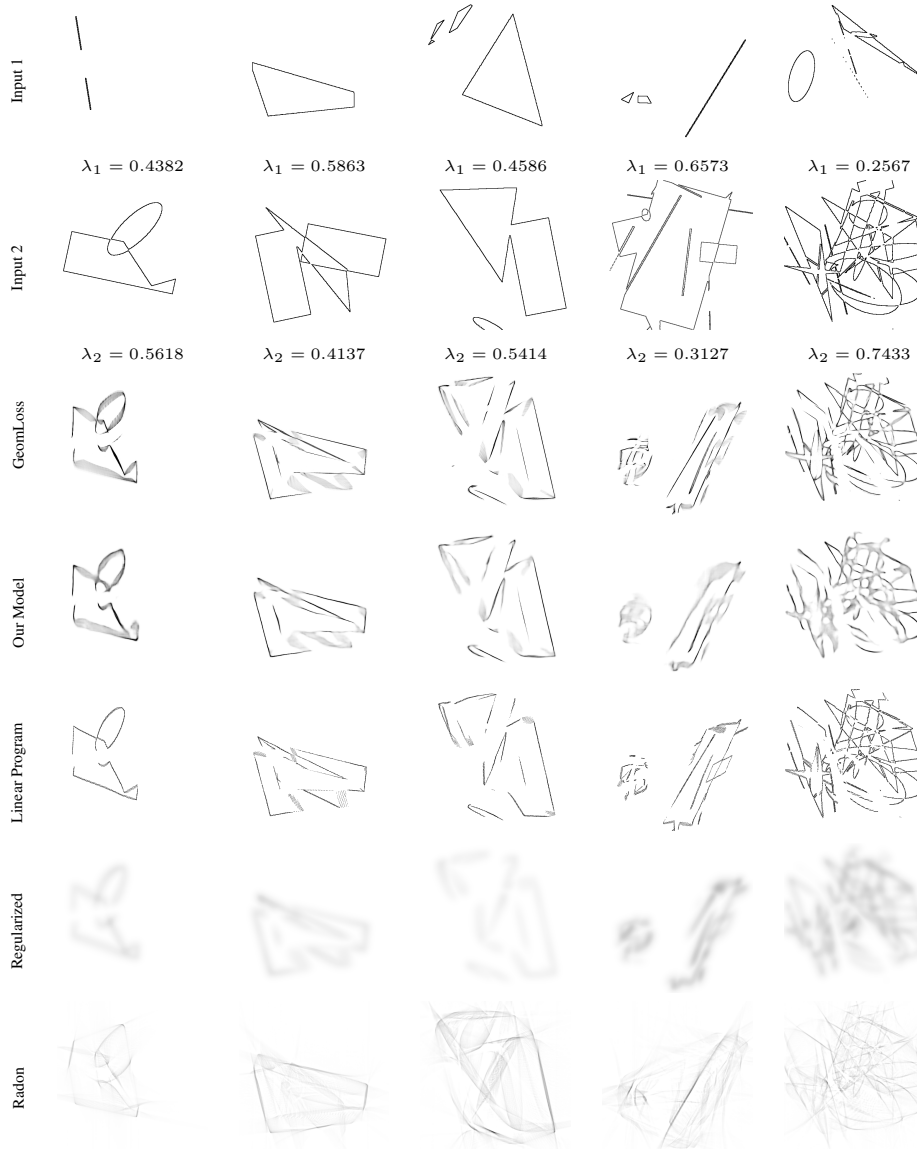 Input 1
λ₁ = 0.4382 λ₁ = 0.5863 λ₁ = 0.4586 λ₁ = 0.6573 λ₁ = 0.2567
Input 2
λ₂ = 0.5618 λ₂ = 0.4137 λ₂ = 0.5414 λ₂ = 0.3127 λ₂ = 0.7433
GeomLoss
Our Model
Linear Program
Regularized
Radon